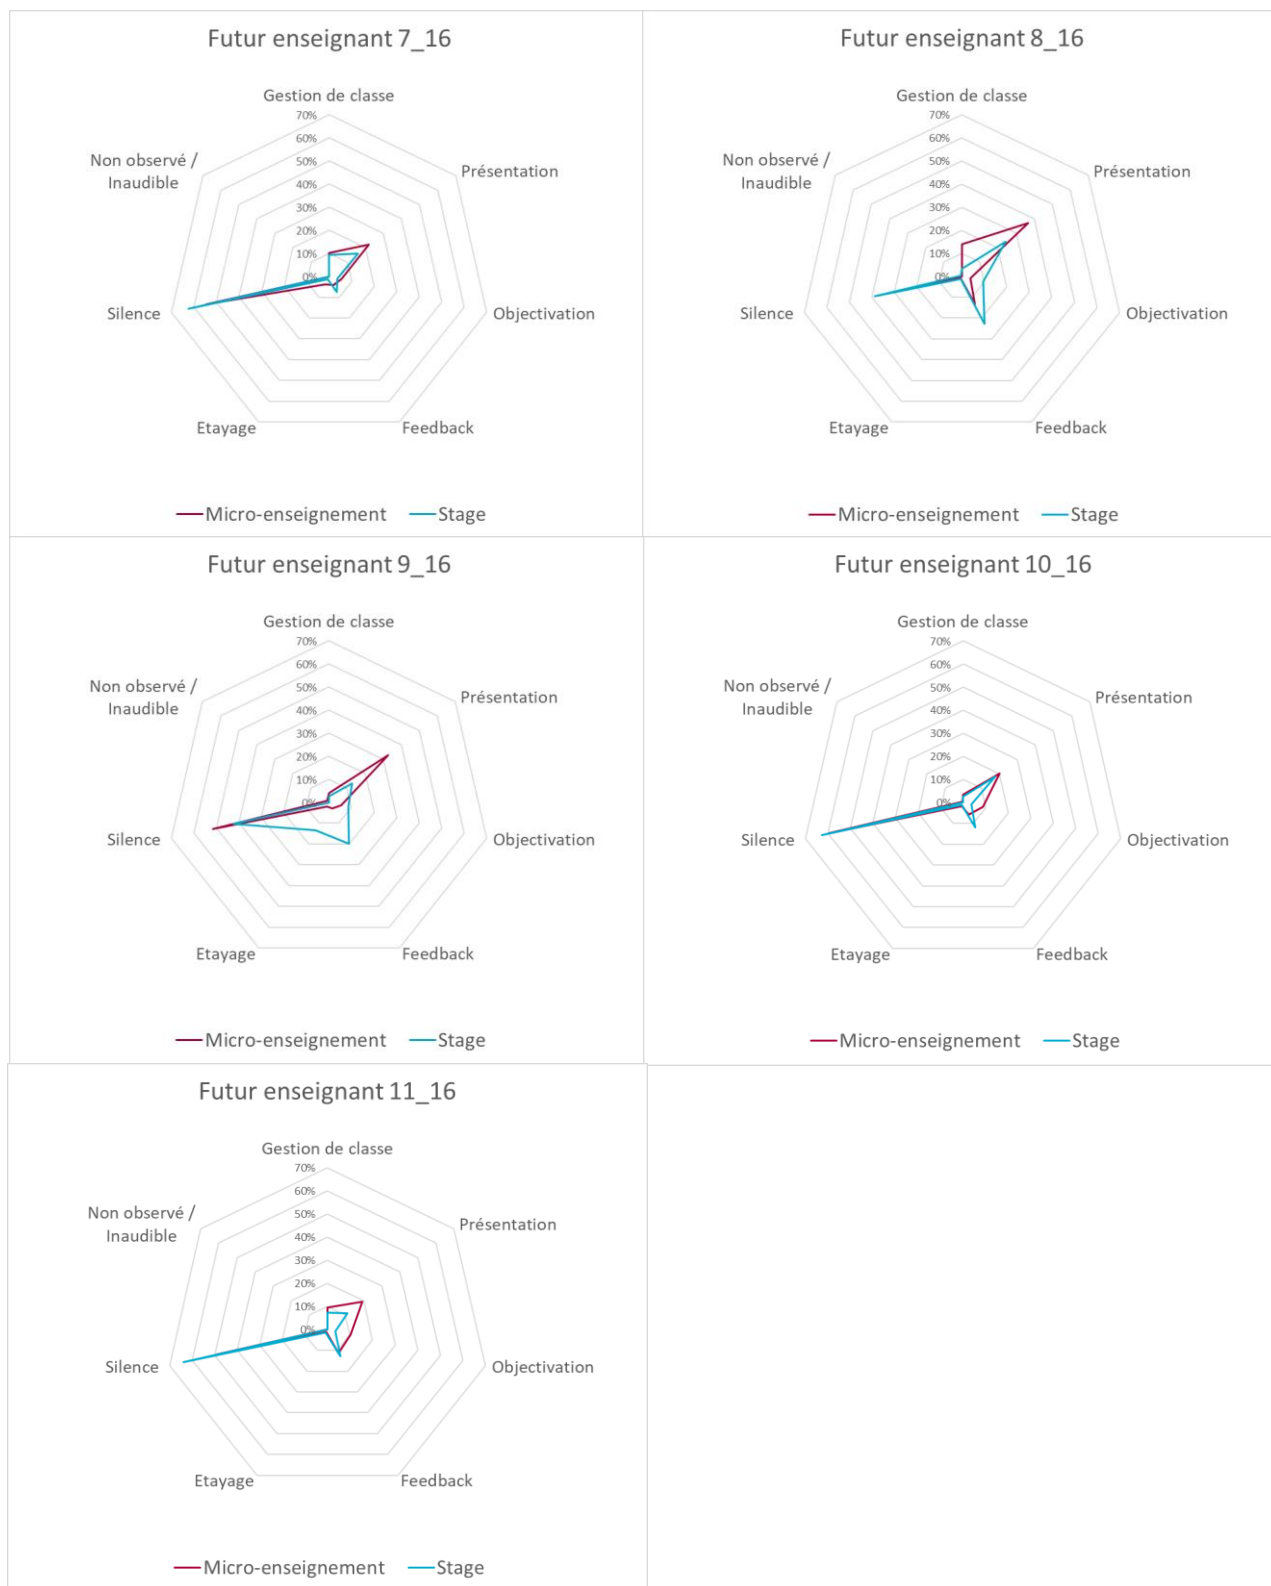 Futur enseignant 7_16
Gestion de classe
70%
60%
50%
40%
30%
20%
10%
0%
Présentation
Objectivation
Feedback
Etayage
Silence
Non observé /
Inaudible
Micro-enseignement
Stage
Futur enseignant 8_16
Gestion de classe
70%
60%
50%
40%
30%
20%
10%
0%
Présentation
Objectivation
Feedback
Etayage
Silence
Non observé /
Inaudible
Micro-enseignement
Stage
Futur enseignant 9_16
Gestion de classe
70%
60%
50%
40%
30%
20%
10%
0%
Présentation
Objectivation
Feedback
Etayage
Silence
Non observé /
Inaudible
Micro-enseignement
Stage
Futur enseignant 10_16
Gestion de classe
70%
60%
50%
40%
30%
20%
10%
0%
Présentation
Objectivation
Feedback
Etayage
Silence
Non observé /
Inaudible
Micro-enseignement
Stage
Futur enseignant 11_16
Gestion de classe
70%
60%
50%
40%
30%
20%
10%
0%
Présentation
Objectivation
Feedback
Etayage
Silence
Non observé /
Inaudible
Micro-enseignement
Stage